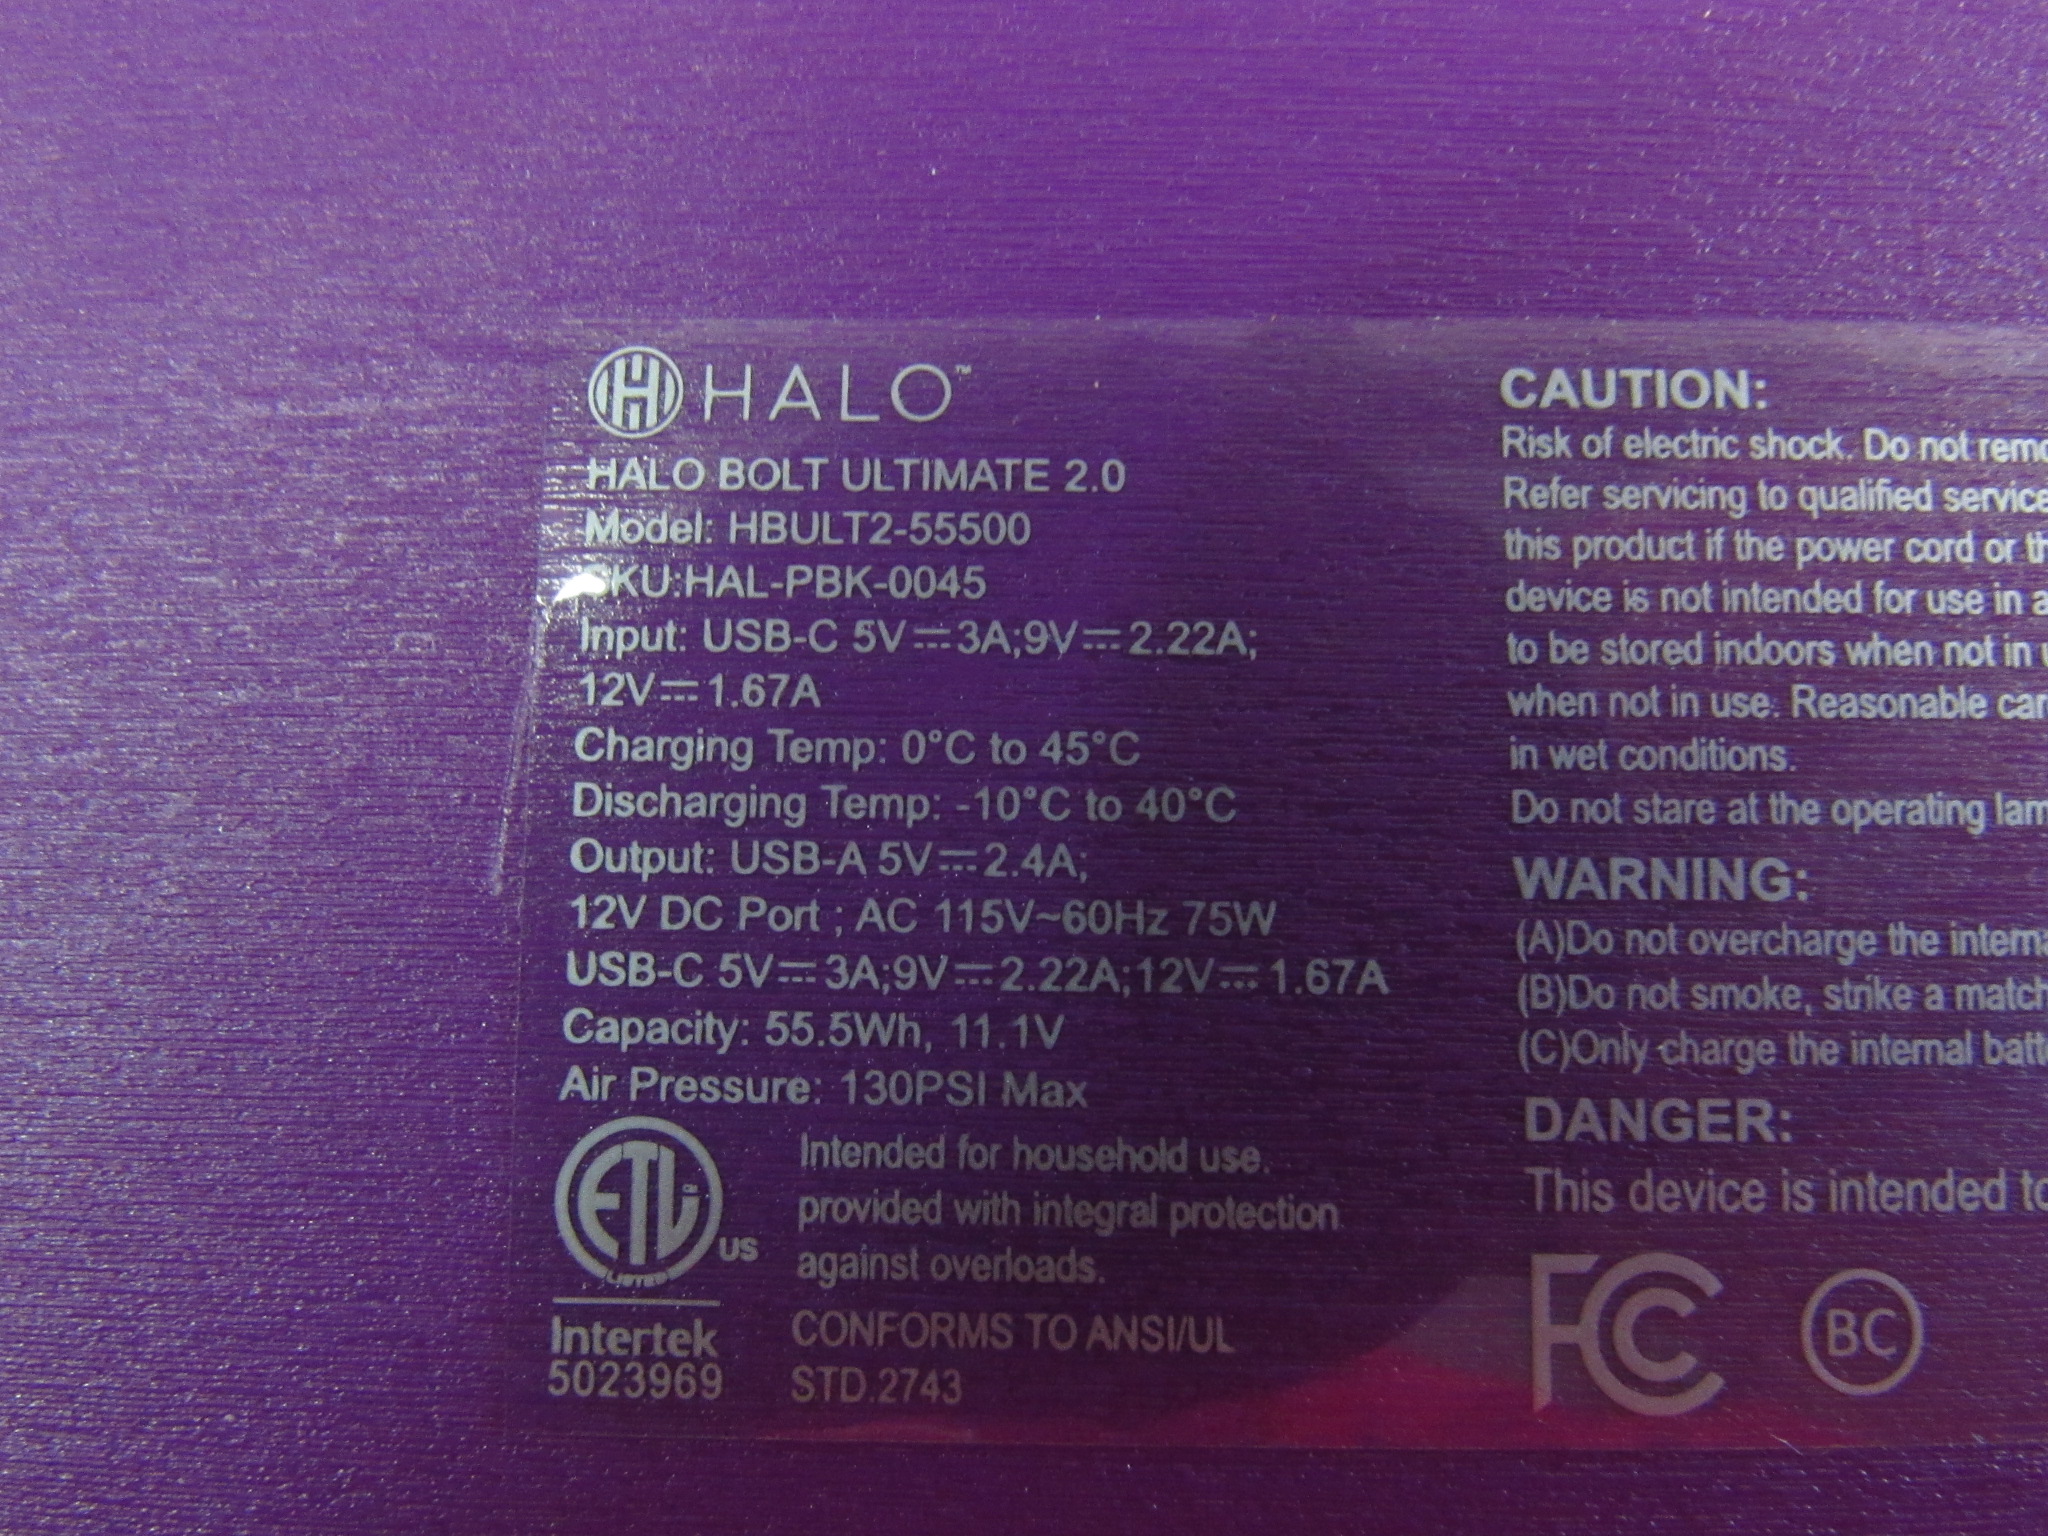 HALO™
HALO BOLT ULTIMATE 2.0
Model: HBULT2-55500
SKU:HAL-PBK-0045
Input: USB-C 5V⎓3A;9V⎓2.22A;
12V⎓1.67A
Charging Temp: 0°C to 45°C
Discharging Temp: -10°C to 40°C
Output: USB-A 5V⎓2.4A;
12V DC Port ; AC 115V~60Hz 75W
USB-C 5V⎓3A;9V⎓2.22A;12V⎓1.67A
Capacity: 55.5Wh, 11.1V
Air Pressure: 130PSI Max
ETL
LISTED
US
Intertek
5023969
Intended for household use.
provided with integral protection
against overloads.
CONFORMS TO ANSI/UL
STD.2743
CAUTION:
Risk of electric shock. Do not
Refer servicing to qualified
this product if the power cord or
device is not intended for use in
to be stored indoors when not in
when not in use. Reasonable
in wet conditions.
Do not stare at the operating
WARNING:
(A)Do not overcharge the
(B)Do not smoke, strike a
(C)Only charge the internal
DANGER:
This device is intended
FC
BC